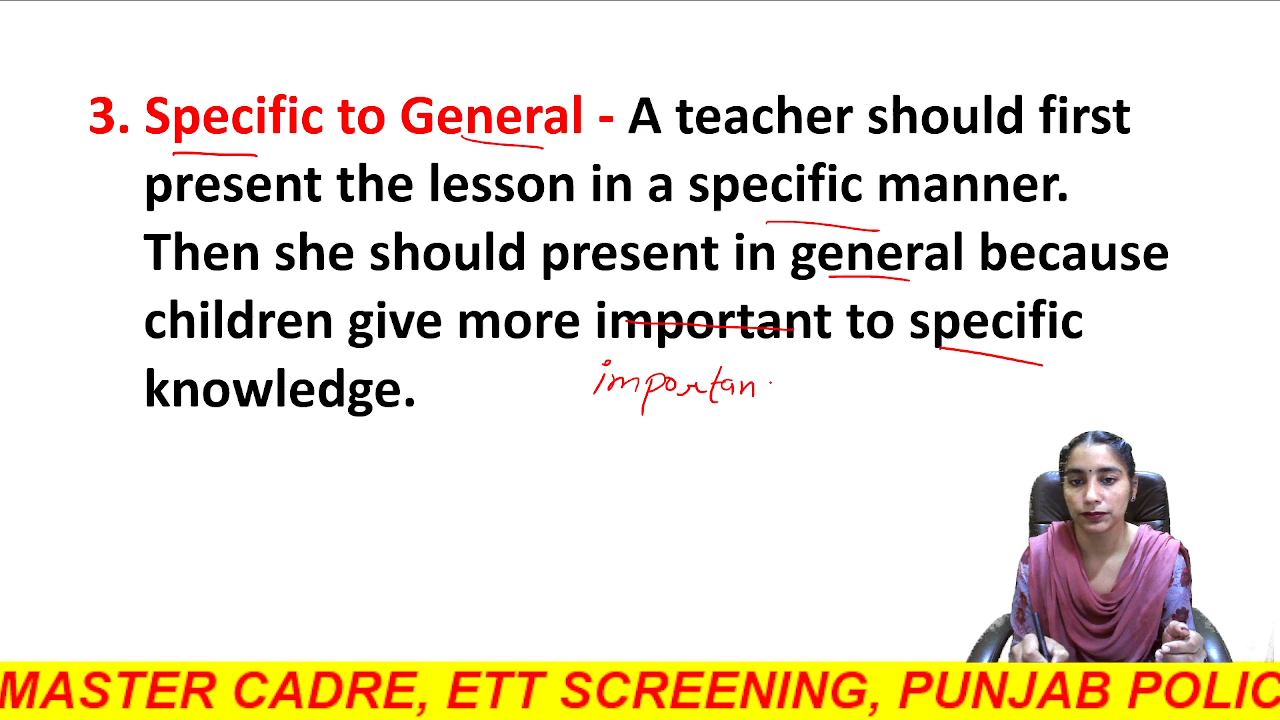 3. Specific to General - A teacher should first
present the lesson in a specific manner.
Then she should present in general because
children give more important to specific
knowledge.
importan
MASTER CADRE, ETT SCREENING, PUNJAB POLIC